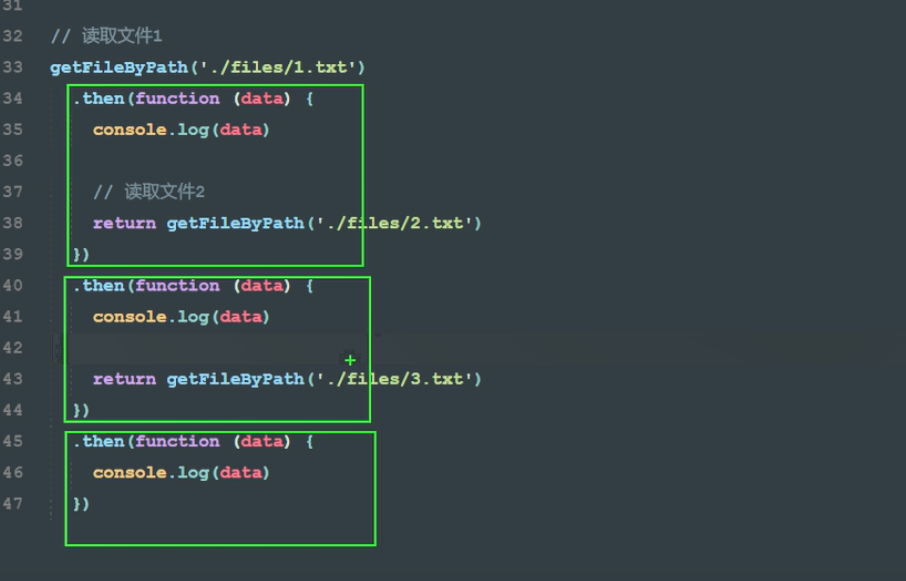 31
32 // 读取文件1
33 getFileByPath('./files/1.txt')
34 .then(function (data) {
35 console.log(data)
36
37 // 读取文件2
38 return getFileByPath('./files/2.txt')
39 })
40 .then(function (data) {
41 console.log(data)
42
43 return getFileByPath('./files/3.txt')
44 })
45 .then(function (data) {
46 console.log(data)
47 })